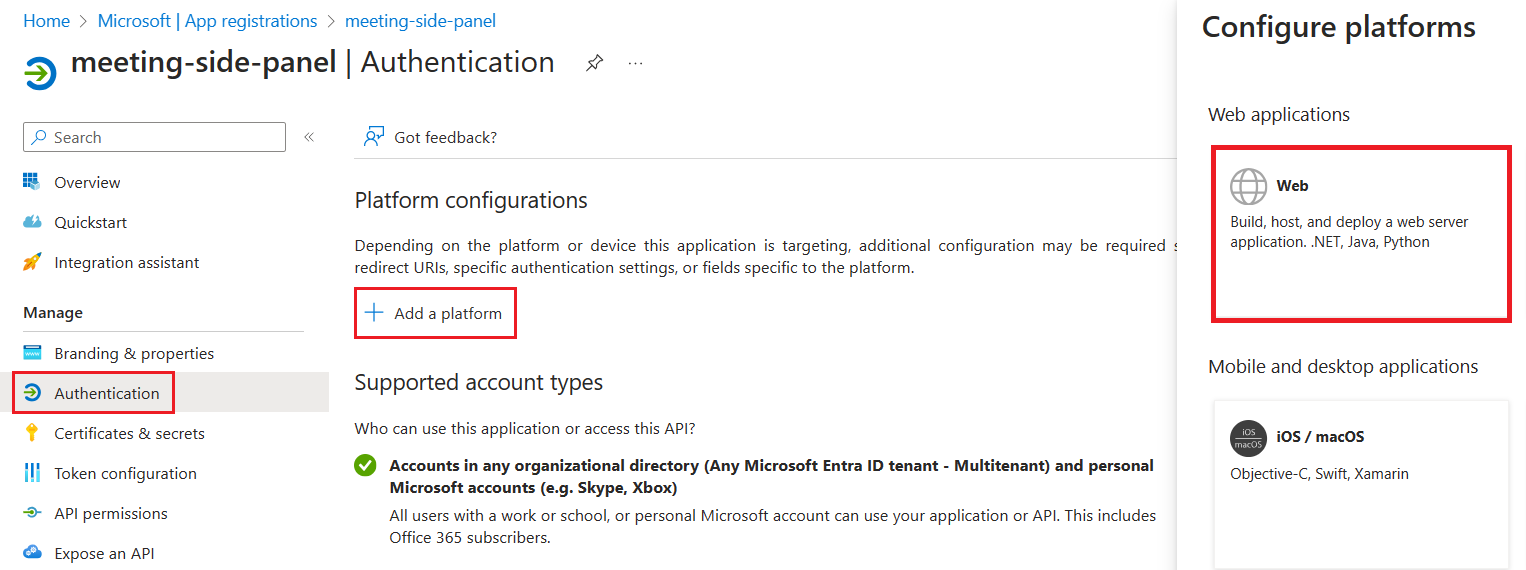 Home > Microsoft | App registrations > meeting-side-panel
meeting-side-panel | Authentication
...
Search
«
Overview
Quickstart
Integration assistant
Manage
Branding & properties
Authentication
Certificates & secrets
Token configuration
API permissions
Expose an API
Got feedback?
Platform configurations
Depending on the platform or device this application is targeting, additional configuration may be required s
redirect URIs, specific authentication settings, or fields specific to the platform.
Add a platform
Supported account types
Who can use this application or access this API?
Accounts in any organizational directory (Any Microsoft Entra ID tenant - Multitenant) and personal
Microsoft accounts (e.g. Skype, Xbox)
All users with a work or school, or personal Microsoft account can use your application or API. This includes
Office 365 subscribers.
Configure platforms
Web applications
Web
Build, host, and deploy a web server
application. .NET, Java, Python
Mobile and desktop applications
iOS
macOS
iOS / macOS
Objective-C, Swift, Xamarin